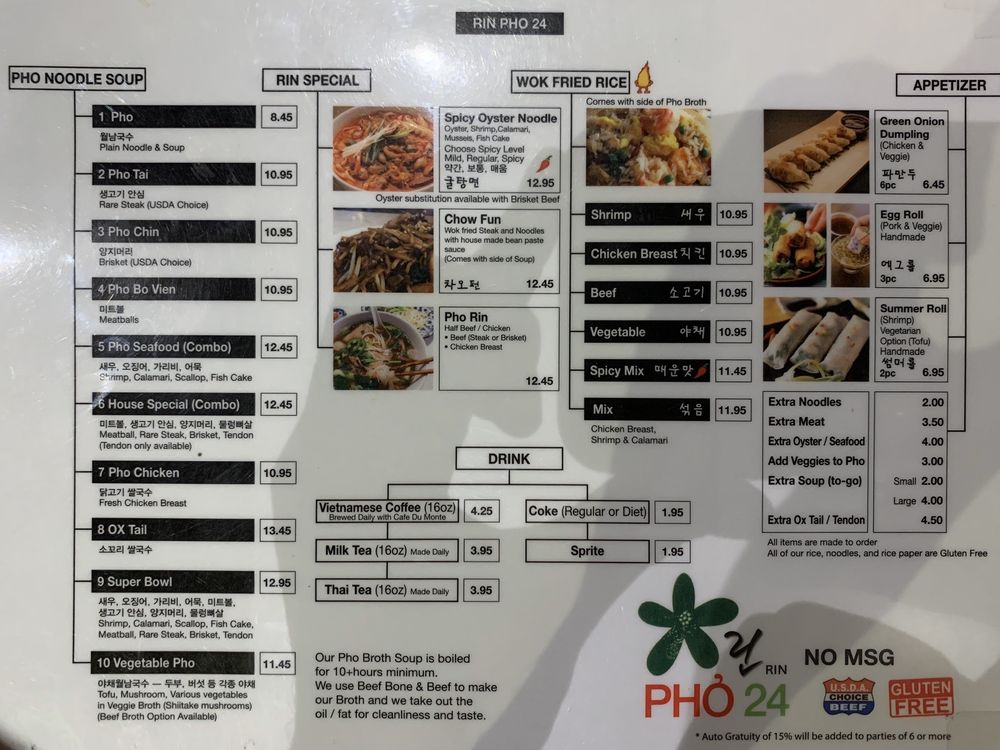 RIN PHO 24
PHO NOODLE SOUP
1 Pho 8.45
월남국수
Plain Noodle & Soup
2 Pho Tai 10.95
생고기 안심
Rare Steak (USDA Choice)
3 Pho Chin 10.95
양지머리
Brisket (USDA Choice)
4 Pho Bo Vien 10.95
미트볼
Meatballs
5 Pho Seafood (Combo) 12.45
새우, 오징어, 가리비, 어묵
Shrimp, Calamari, Scallop, Fish Cake
6 House Special (Combo) 12.45
미트볼, 생고기 안심, 양지머리, 물렁뼈살
Meatball, Rare Steak, Brisket, Tendon
(Tendon only available)
7 Pho Chicken 10.95
닭고기 쌀국수
Fresh Chicken Breast
8 OX Tail 13.45
소꼬리 쌀국수
9 Super Bowl 12.95
새우, 오징어, 가리비, 어묵, 미트볼,
생고기 안심, 양지머리, 물렁뼈살
Shrimp, Calamari, Scallop, Fish Cake,
Meatball, Rare Steak, Brisket, Tendon
10 Vegetable Pho 11.45
야채월남국수 — 두부, 버섯 등 각종 야채
Tofu, Mushroom, Various vegetables
in Veggie Broth (Shiitake mushrooms)
(Beef Broth Option Available)
RIN SPECIAL
Spicy Oyster Noodle
Oyster, Shrimp, Calamari,
Mussels, Fish Cake
Choose Spicy Level
Mild, Regular, Spicy
약간, 보통, 매움
굴탕면 12.95
Oyster substitution available with Brisket Beef
Chow Fun
Wok fried Steak and Noodles
with house made bean paste
sauce
(Comes with side of Soup)
차오펀 12.45
Pho Rin
Half Beef / Chicken
• Beef (Steak or Brisket)
• Chicken Breast
12.45
WOK FRIED RICE
Comes with side of Pho Broth
Shrimp 새우 10.95
Chicken Breast 치킨 10.95
Beef 소고기 10.95
Vegetable 야채 10.95
Spicy Mix 매운맛 11.45
Mix 섞음 11.95
Chicken Breast,
Shrimp & Calamari
APPETIZER
Green Onion
Dumpling
(Chicken &
Veggie)
파만두
6pc 6.45
Egg Roll
(Pork & Veggie)
Handmade
에그롤
3pc 6.95
Summer Roll
(Shrimp)
Vegetarian
Option (Tofu)
Handmade
썸머롤
2pc 6.95
Extra Noodles 2.00
Extra Meat 3.50
Extra Oyster / Seafood 4.00
Add Veggies to Pho 3.00
Extra Soup (to-go) Small 2.00
Large 4.00
Extra Ox Tail / Tendon 4.50
All items are made to order
All of our rice, noodles, and rice paper are Gluten Free
DRINK
Vietnamese Coffee (16oz) 4.25
Brewed Daily with Cafe Du Monte
Milk Tea (16oz) Made Daily 3.95
Thai Tea (16oz) Made Daily 3.95
Coke (Regular or Diet) 1.95
Sprite 1.95
Our Pho Broth Soup is boiled
for 10+hours minimum.
We use Beef Bone & Beef to make
our Broth and we take out the
oil / fat for cleanliness and taste.
린 RIN
PHỞ 24
NO MSG
U.S.D.A.
CHOICE
BEEF
GLUTEN
FREE
* Auto Gratuity of 15% will be added to parties of 6 or more